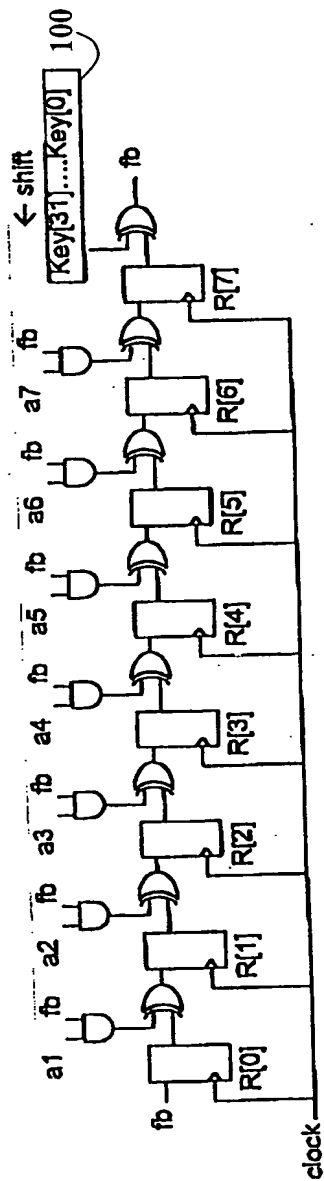 100
← shift
Key[31].....Key[0]
a1 fb
a2 fb
a3 fb
a4 fb
a5 fb
a6 fb
a7 fb
fb
fb
R[0]
R[1]
R[2]
R[3]
R[4]
R[5]
R[6]
R[7]
clock